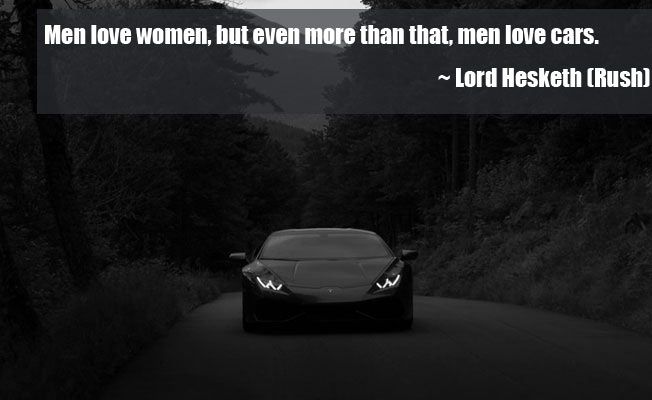 Men love women, but even more than that, men love cars.
~ Lord Hesketh (Rush)